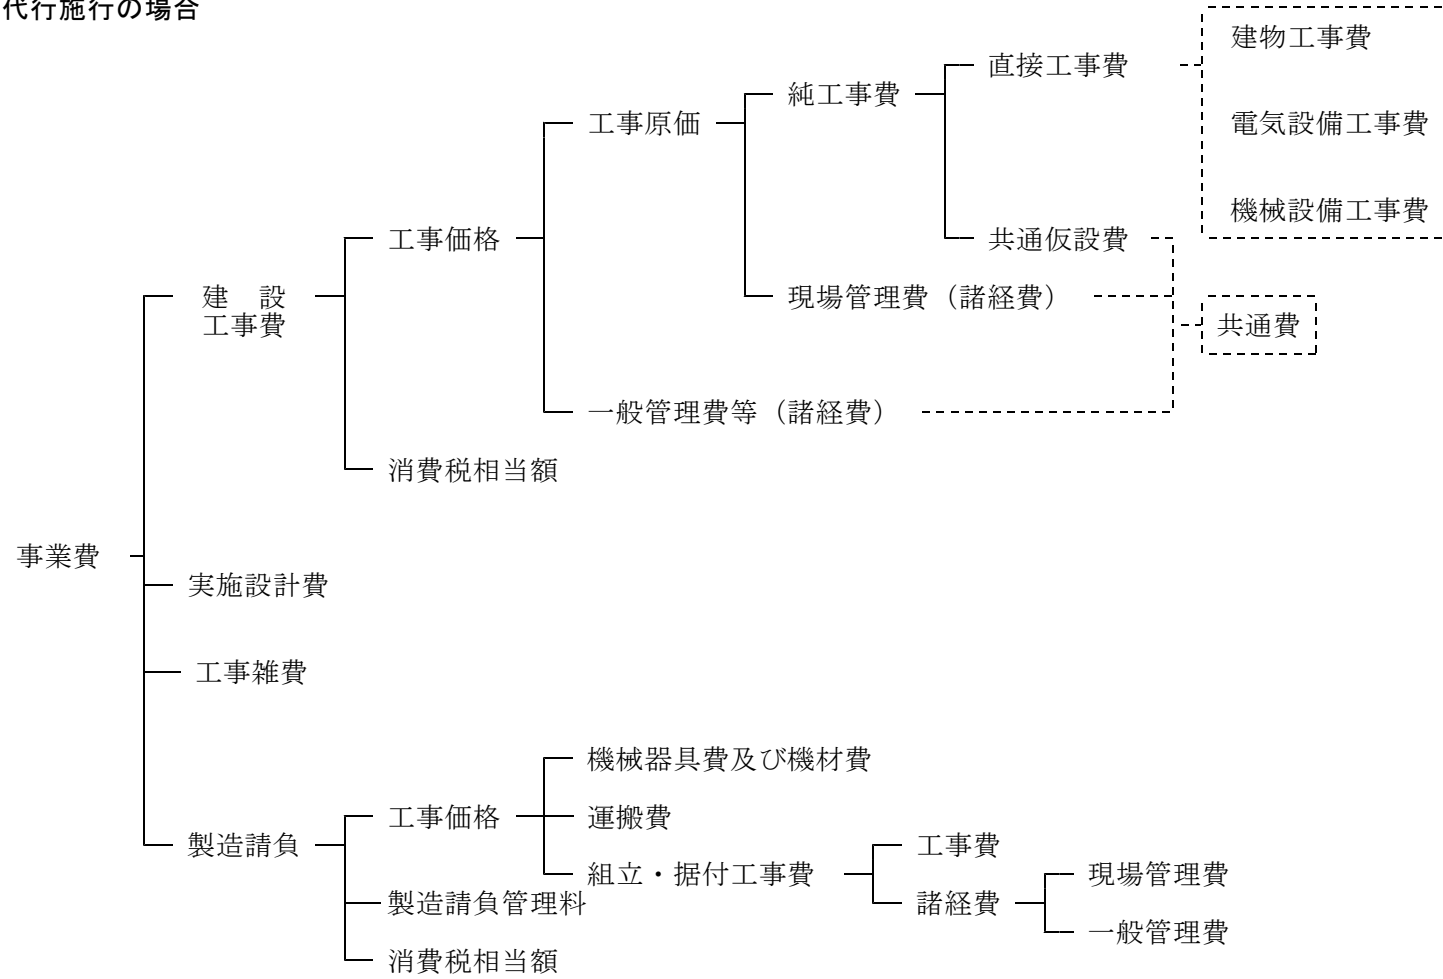 代行施行の場合
建物工事費
直接工事費
純工事費
電気設備工事費
工事原価
機械設備工事費
工事価格
共通仮設費
建　設
工事費
現場管理費（諸経費）
共通費
一般管理費等（諸経費）
消費税相当額
事業費
実施設計費
工事雑費
機械器具費及び機材費
工事価格
運搬費
製造請負
工事費
組立・据付工事費
現場管理費
製造請負管理料
諸経費
一般管理費
消費税相当額